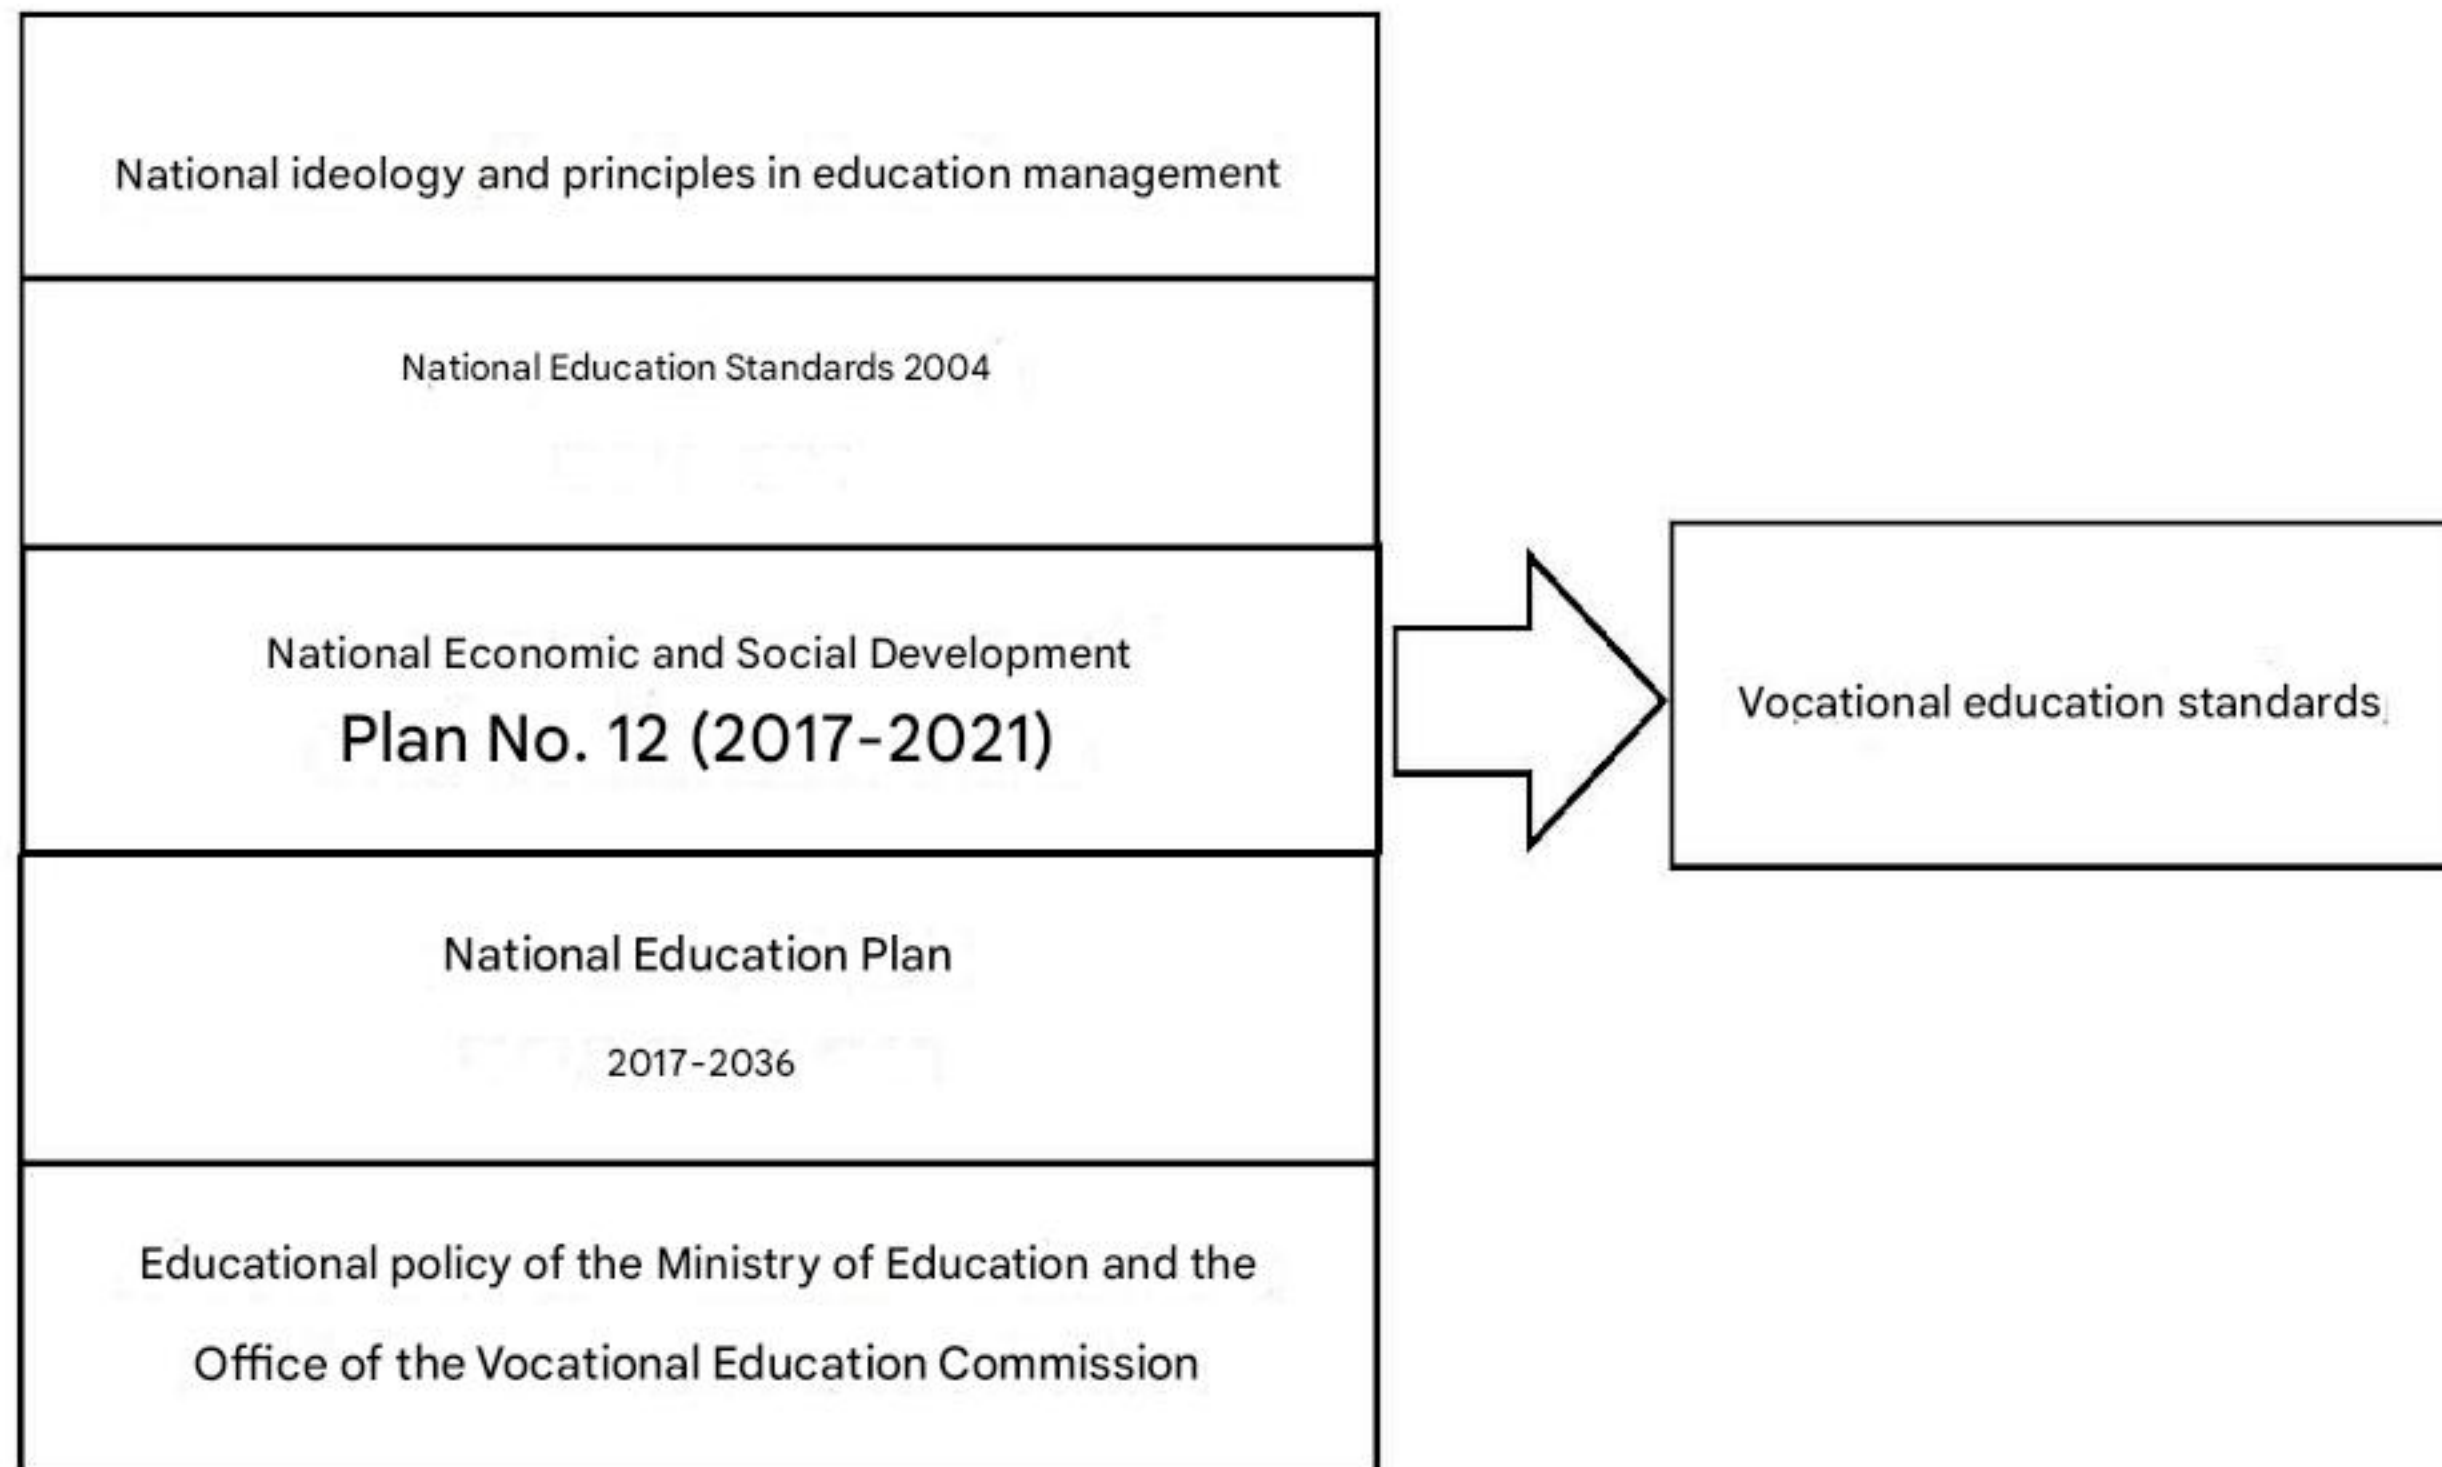 National ideology and principles in education management
National Education Standards 2004
National Economic and Social Development
Plan No. 12 (2017-2021)
Vocational education standards
National Education Plan
2017-2036
Educational policy of the Ministry of Education and the
Office of the Vocational Education Commission